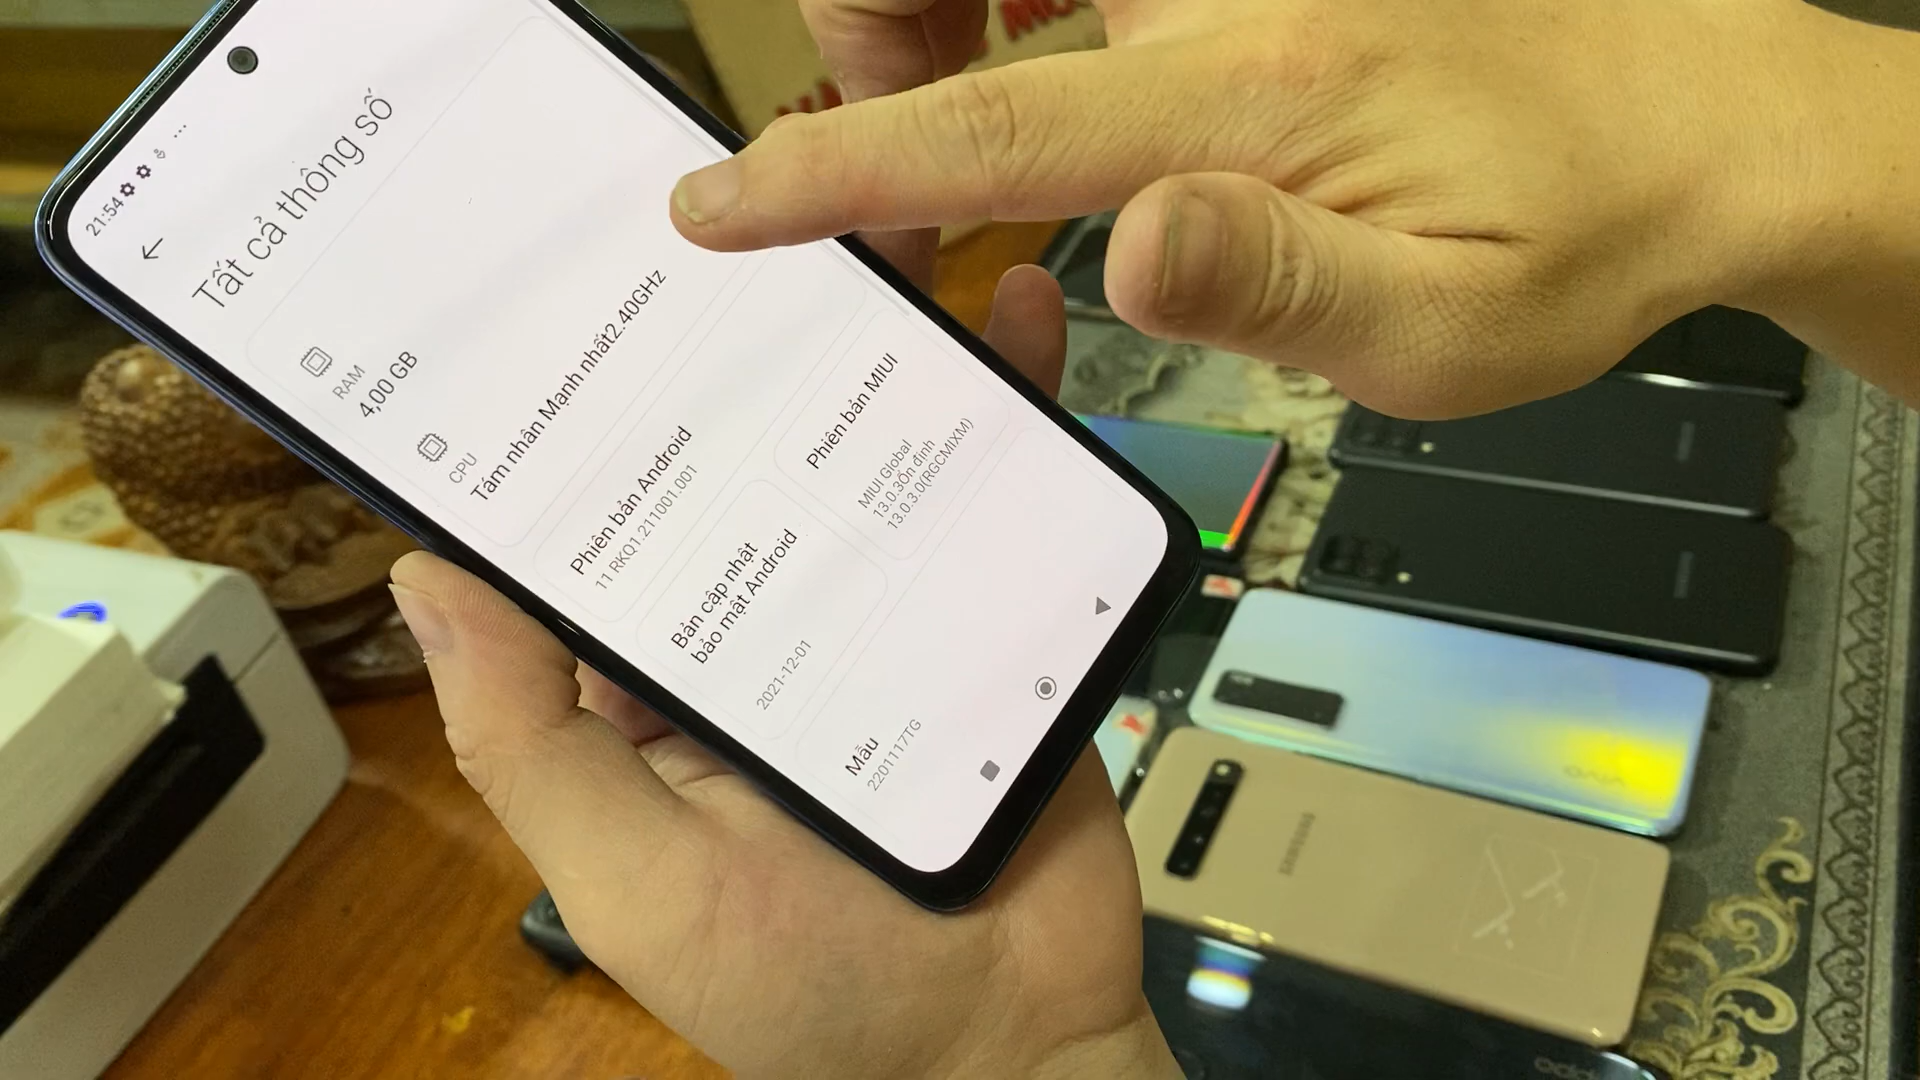 21:54
Tất cả thông số
RAM
4,00 GB
CPU
Tám nhân Mạnh nhất2.40GHz
Phiên bản Android
11 RKQ1.211001.001
Phiên bản MIUI
MIUI Global
13.0.3Ổn định
13.0.3.0(RGCMIXM)
Bản cập nhật
bảo mật Android
2021-12-01
Mẫu
2201117TG
vivo
SAMSUNG
oppo